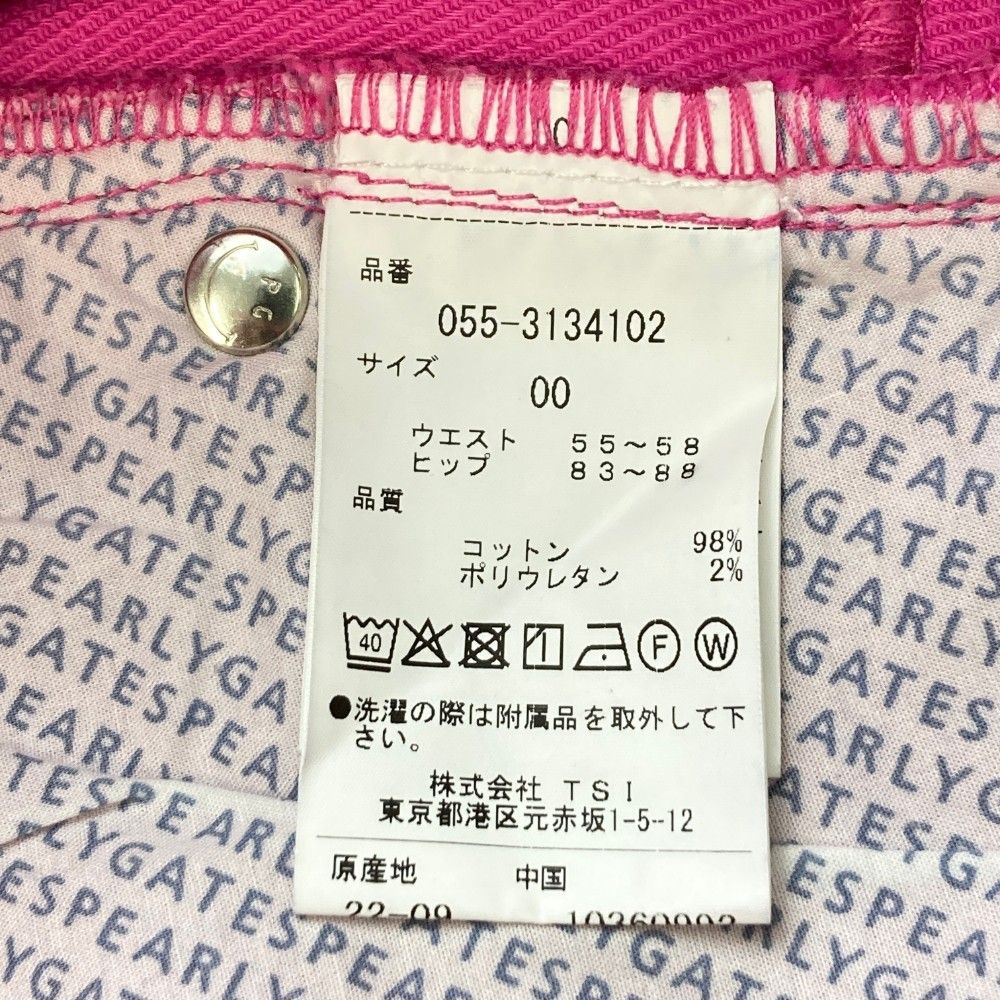 品番
055-3134102
サイズ
00
ウエスト 55～58
ヒップ 83～88
品質
コットン 98%
ポリウレタン 2%
40 F W
●洗濯の際は附属品を取外して下
さい。
株式会社 TSI
東京都港区元赤坂1-5-12
原産地 中国
22-09
PEARLYGATES